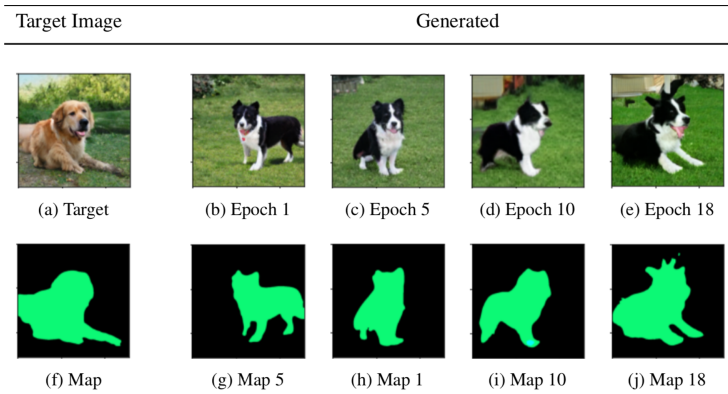 Target Image Generated
(a) Target (b) Epoch 1 (c) Epoch 5 (d) Epoch 10 (e) Epoch 18
(f) Map (g) Map 5 (h) Map 1 (i) Map 10 (j) Map 18